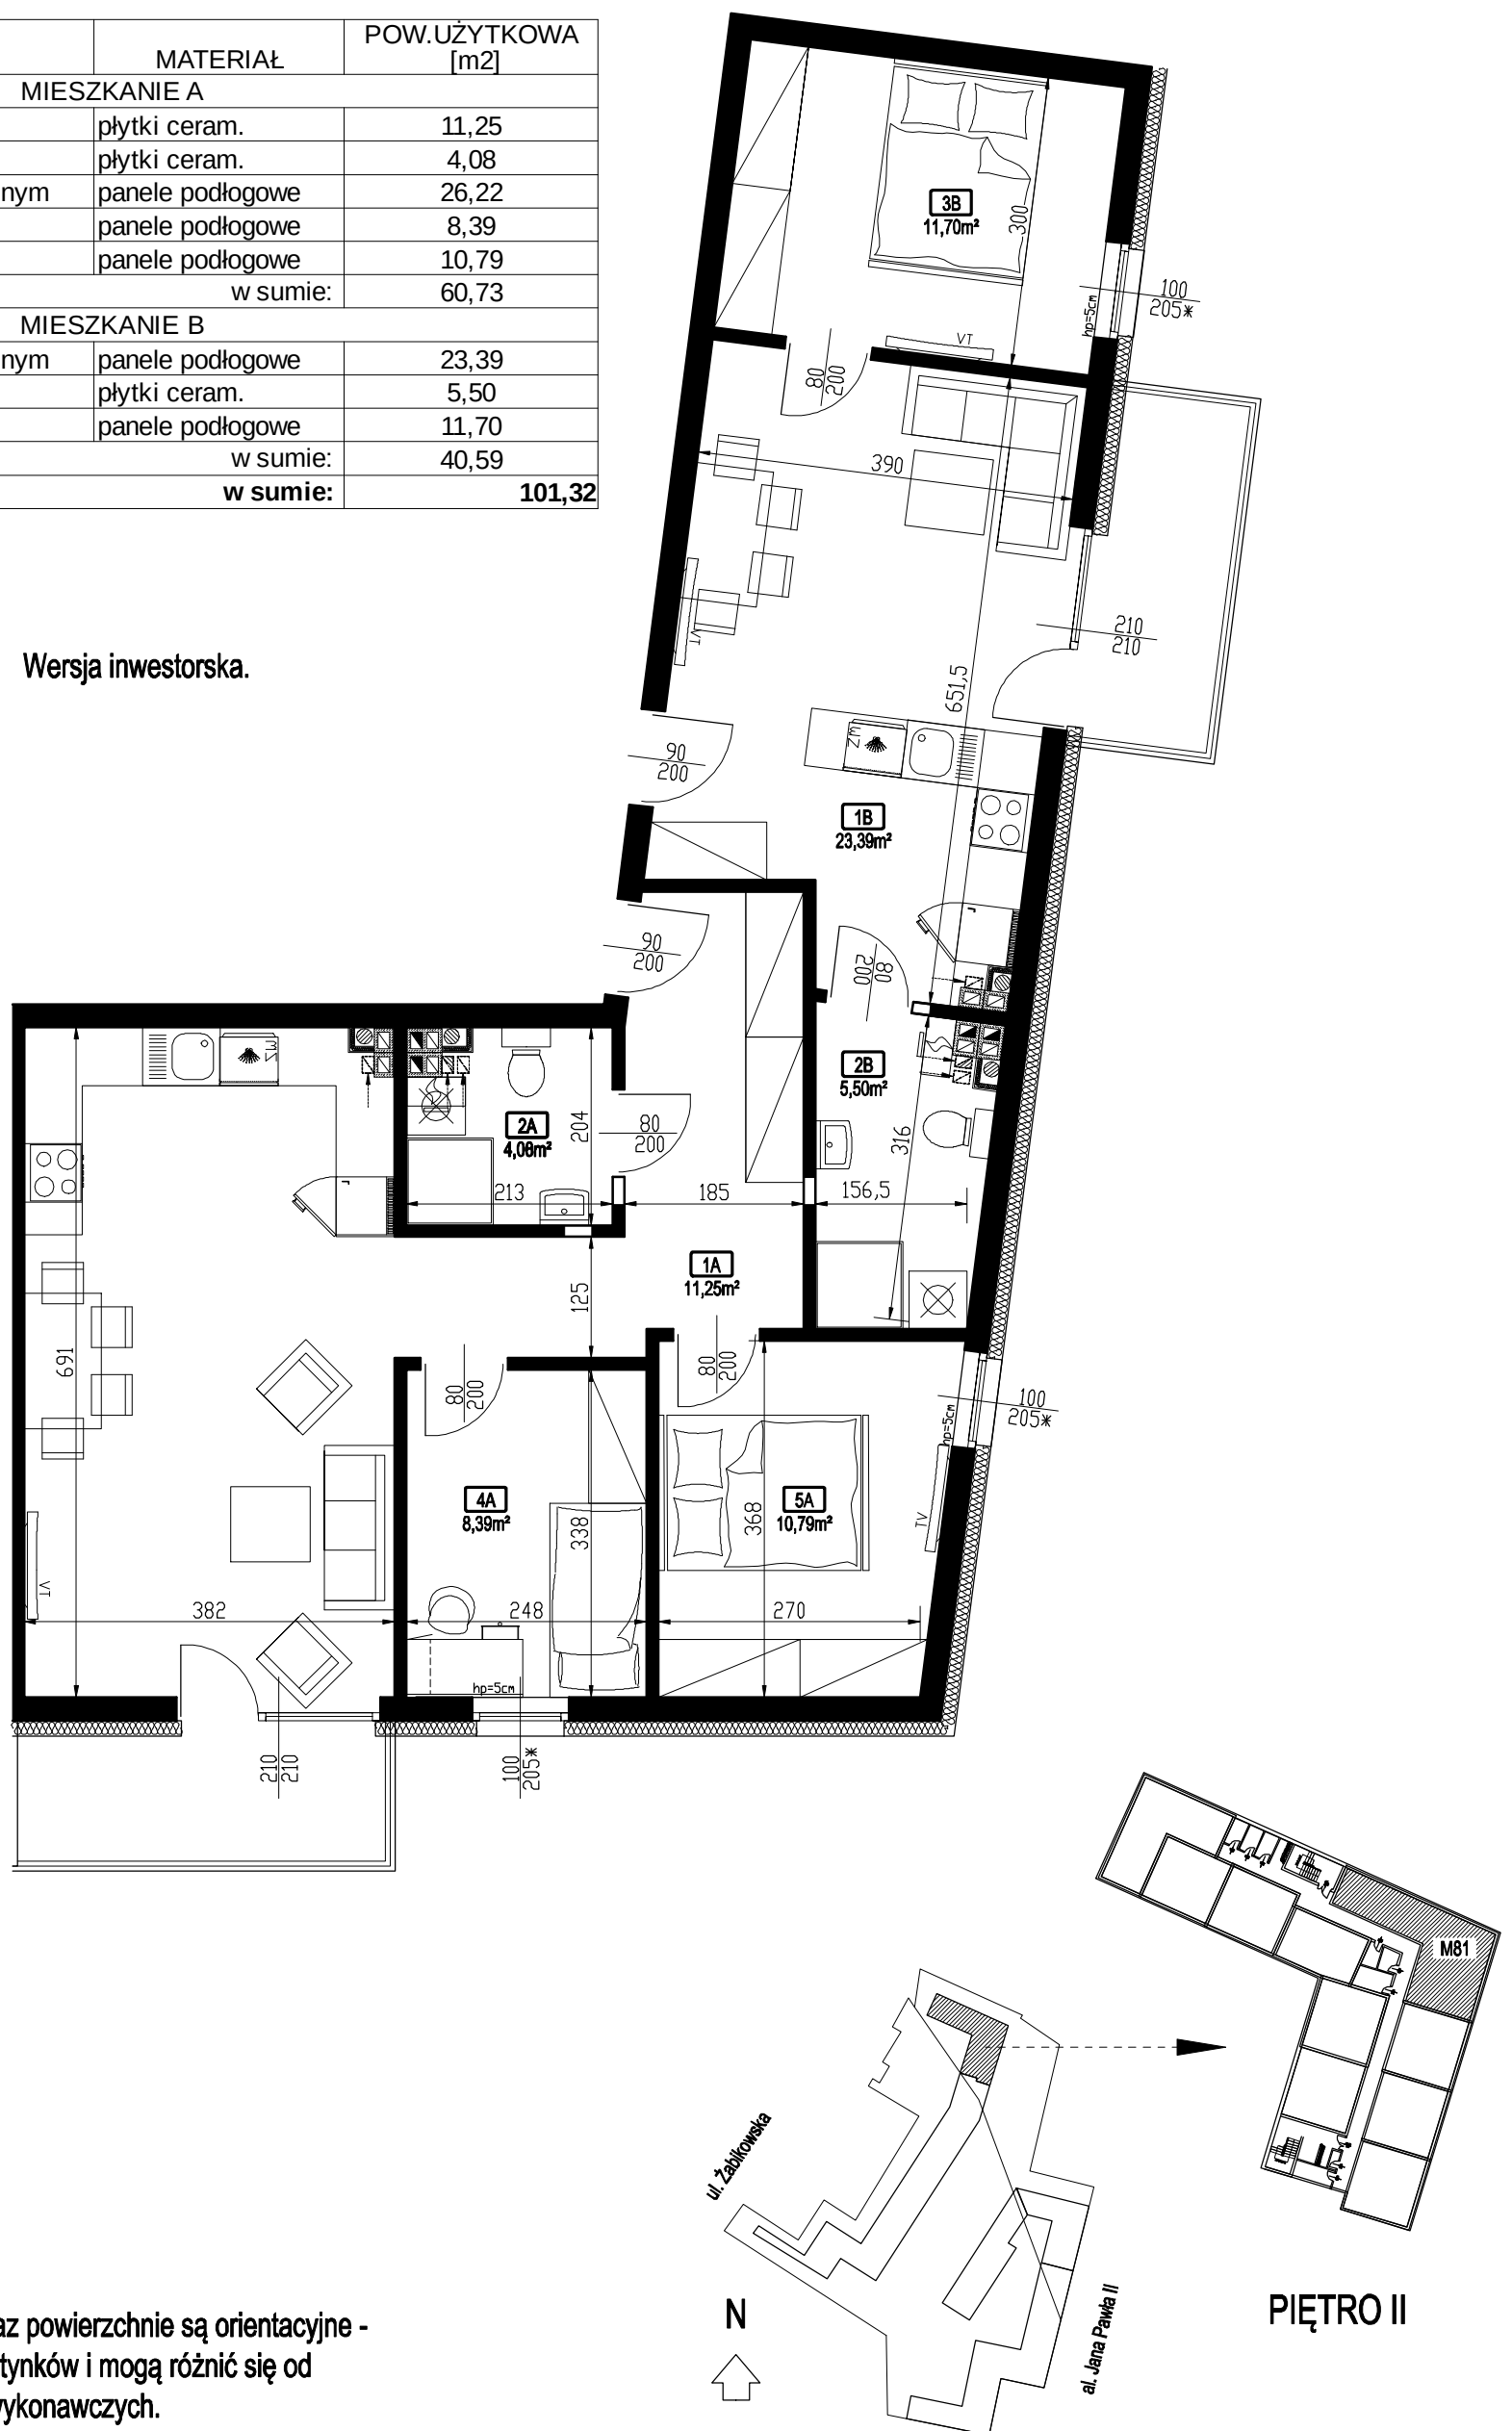 MATERIAŁ POW.UŻYTKOWA [m2]
MIESZKANIE A
płytki ceram. 11,25
płytki ceram. 4,08
nym panele podłogowe 26,22
panele podłogowe 8,39
panele podłogowe 10,79
w sumie: 60,73
MIESZKANIE B
nym panele podłogowe 23,39
płytki ceram. 5,50
panele podłogowe 11,70
w sumie: 40,59
w sumie: 101,32
Wersja inwestorska.
3B
11,70m²
300
100
205*
hp=5cm
VT
80
200
390
VT
210
210
651,5
90
200
ZM
1B
23,39m²
90
200
80
200
2B
5,50m²
316
156,5
ZM
2A
4,08m²
204
80
200
213
185
1A
11,25m²
125
691
80
200
80
200
100
205*
hp=5cm
4A
8,39m²
338
5A
10,79m²
368
TV
VT
382
248
270
hp=5cm
210
210
100
205*
M81
ul. Żabikowska
al. Jana Pawła II
N
PIĘTRO II
az powierzchnie są orientacyjne -
tynków i mogą różnić się od
wykonawczych.